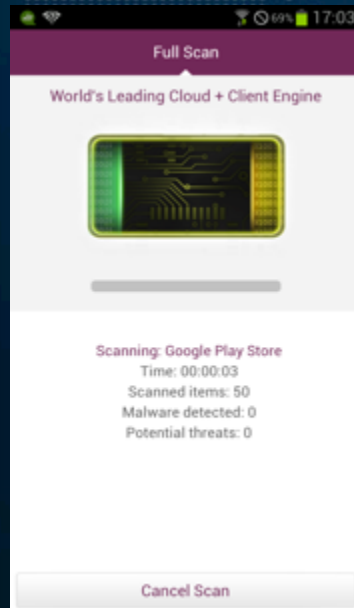 69% 17:03
Full Scan
World's Leading Cloud + Client Engine
Scanning: Google Play Store
Time: 00:00:03
Scanned items: 50
Malware detected: 0
Potential threats: 0
Cancel Scan